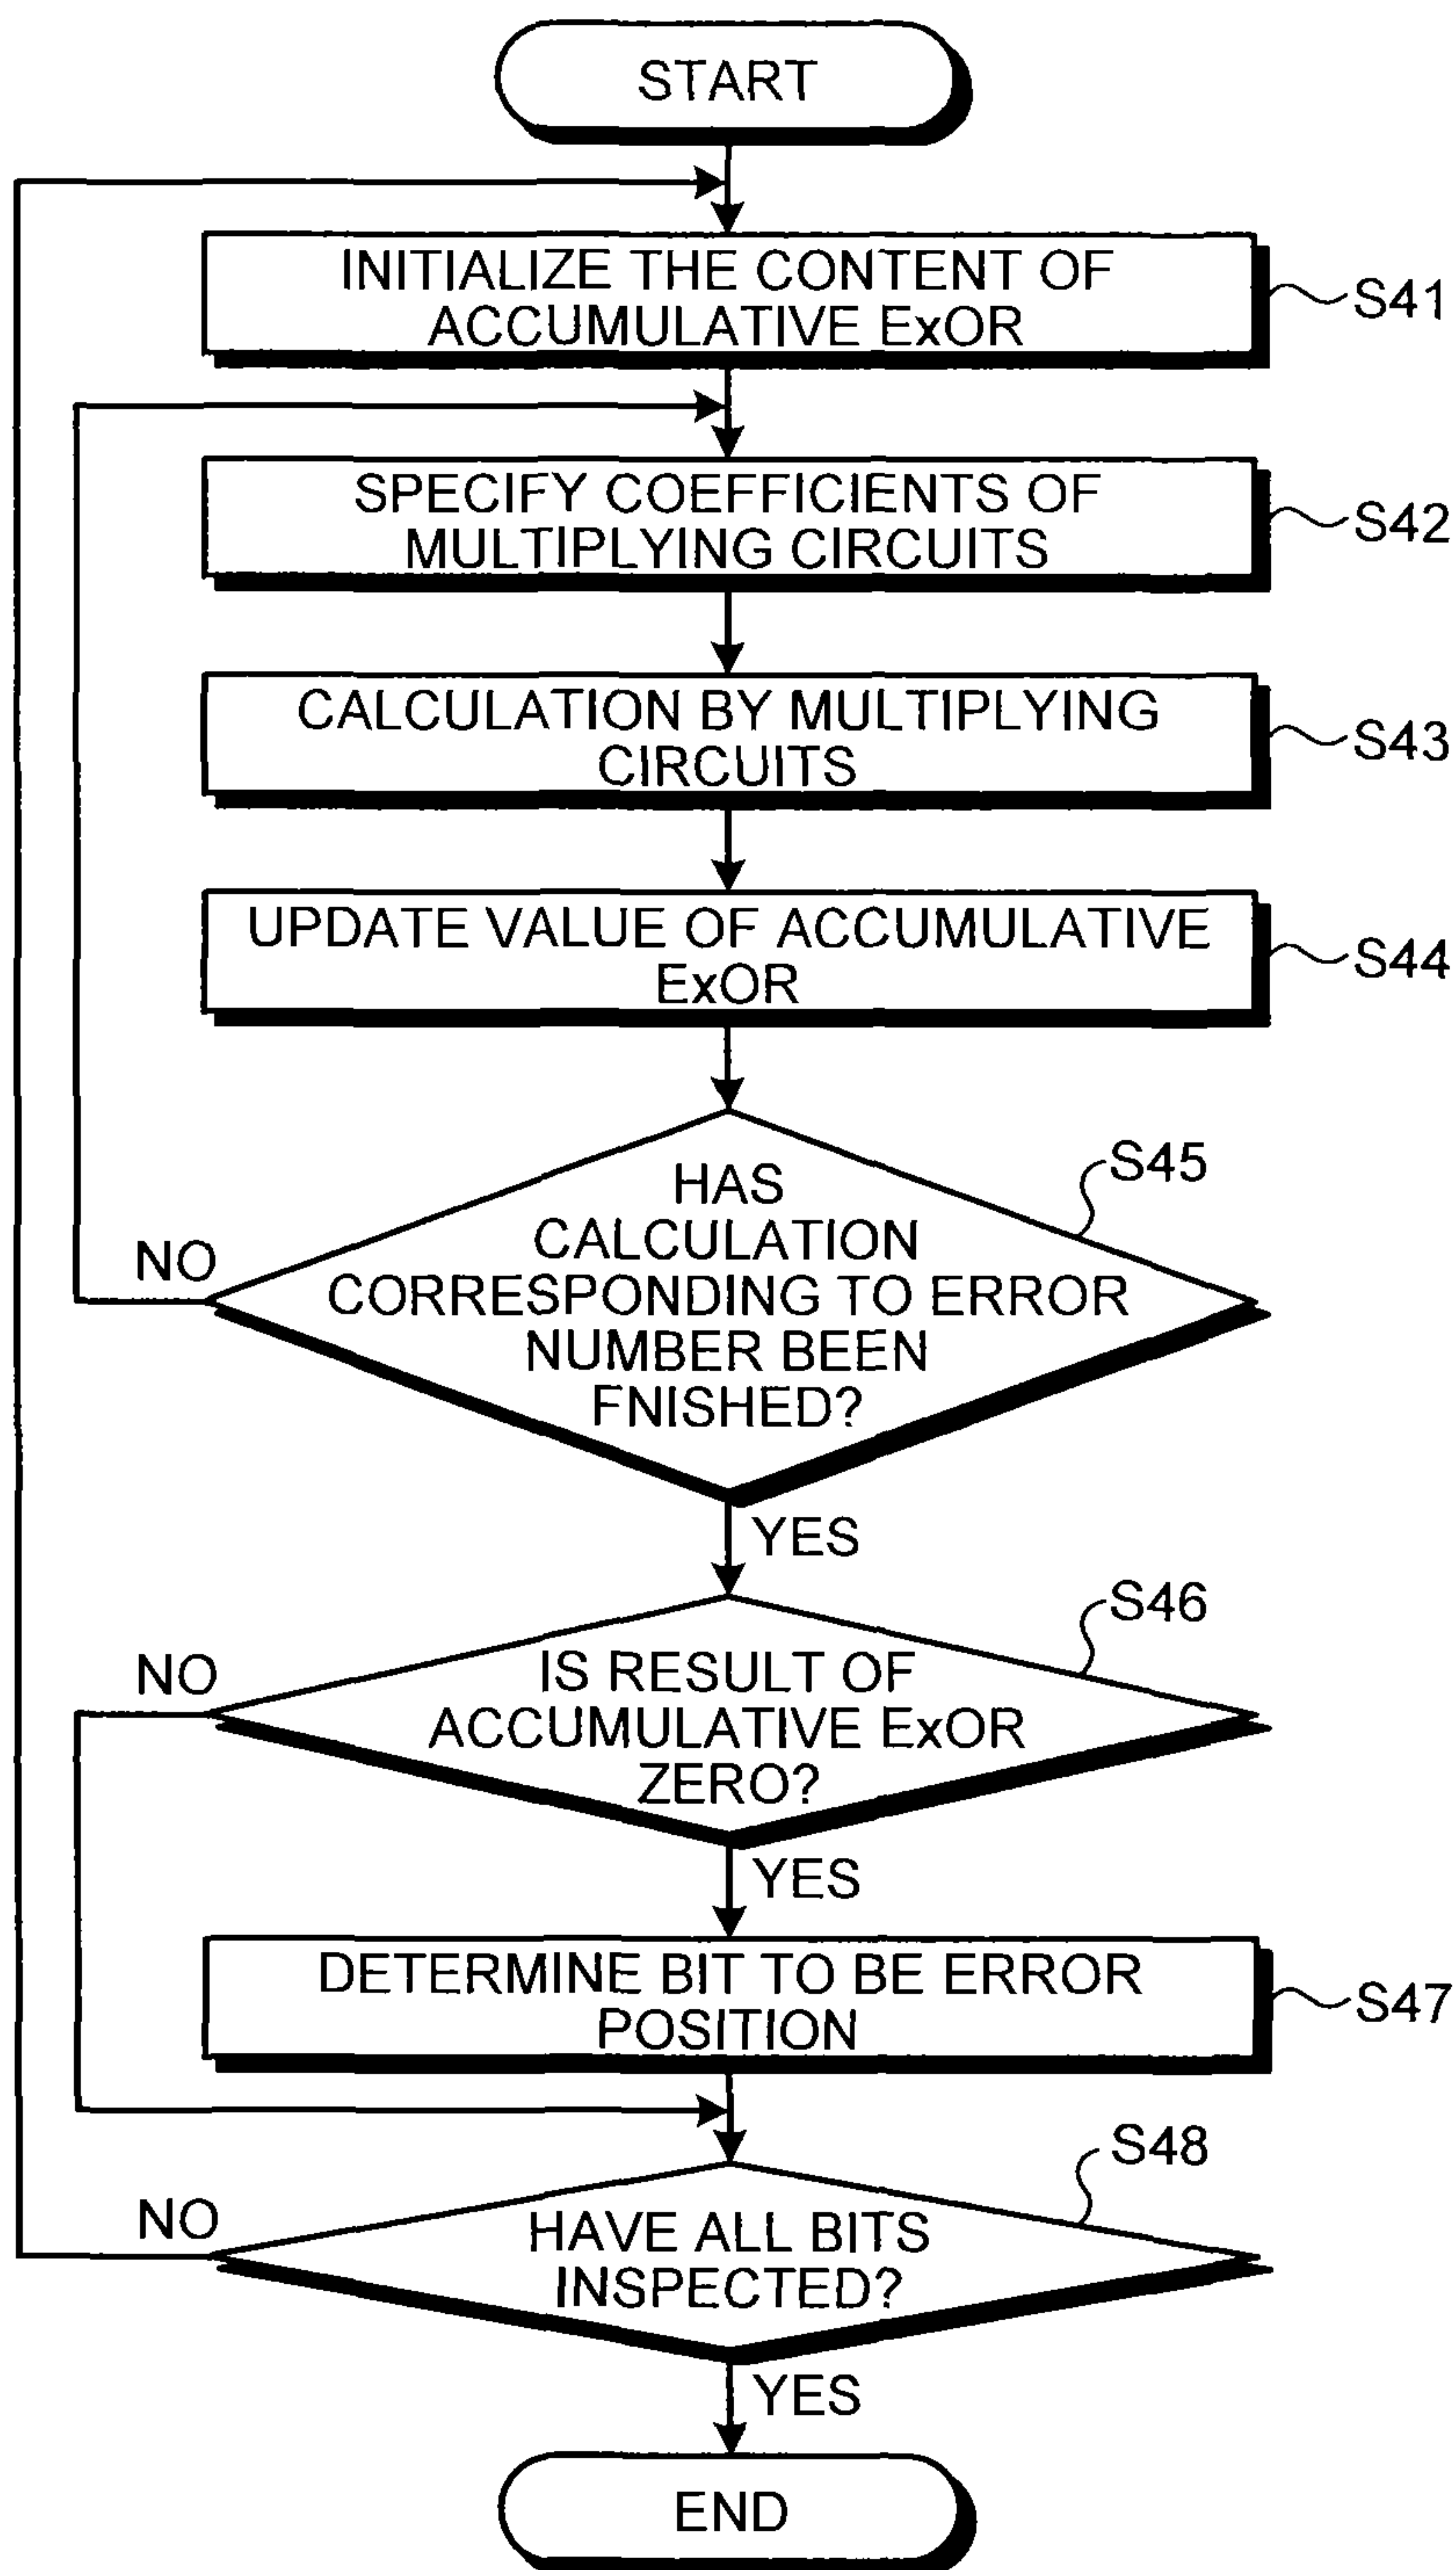 START
INITIALIZE THE CONTENT OF
ACCUMULATIVE ExOR
S41
SPECIFY COEFFICIENTS OF
MULTIPLYING CIRCUITS
S42
CALCULATION BY MULTIPLYING
CIRCUITS
S43
UPDATE VALUE OF ACCUMULATIVE
ExOR
S44
S45
HAS
CALCULATION
CORRESPONDING TO ERROR
NUMBER BEEN
FNISHED?
NO
YES
S46
IS RESULT OF
ACCUMULATIVE ExOR
ZERO?
NO
YES
DETERMINE BIT TO BE ERROR
POSITION
S47
S48
HAVE ALL BITS
INSPECTED?
NO
YES
END